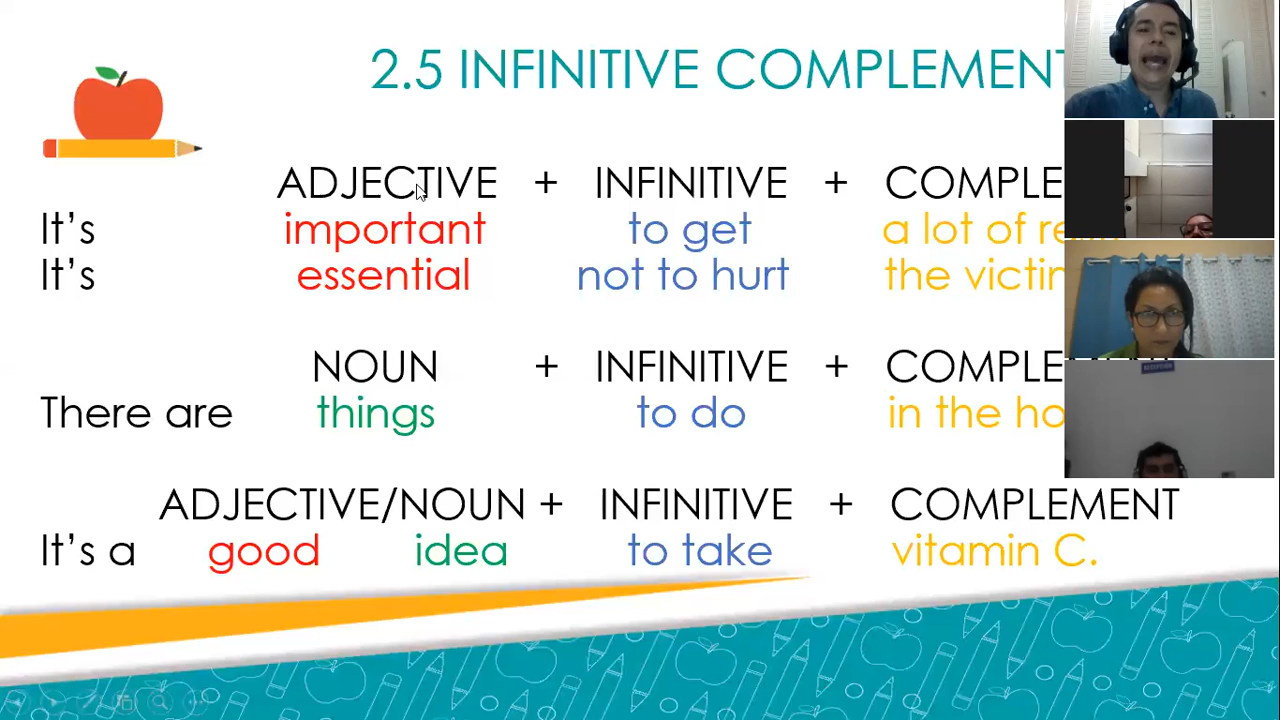 2.5 INFINITIVE COMPLEMENT
ADJECTIVE + INFINITIVE + COMPLE
It's important to get a lot of re
It's essential not to hurt the victim
NOUN + INFINITIVE + COMPLE
There are things to do in the ho
ADJECTIVE/NOUN + INFINITIVE + COMPLEMENT
It's a good idea to take vitamin C.